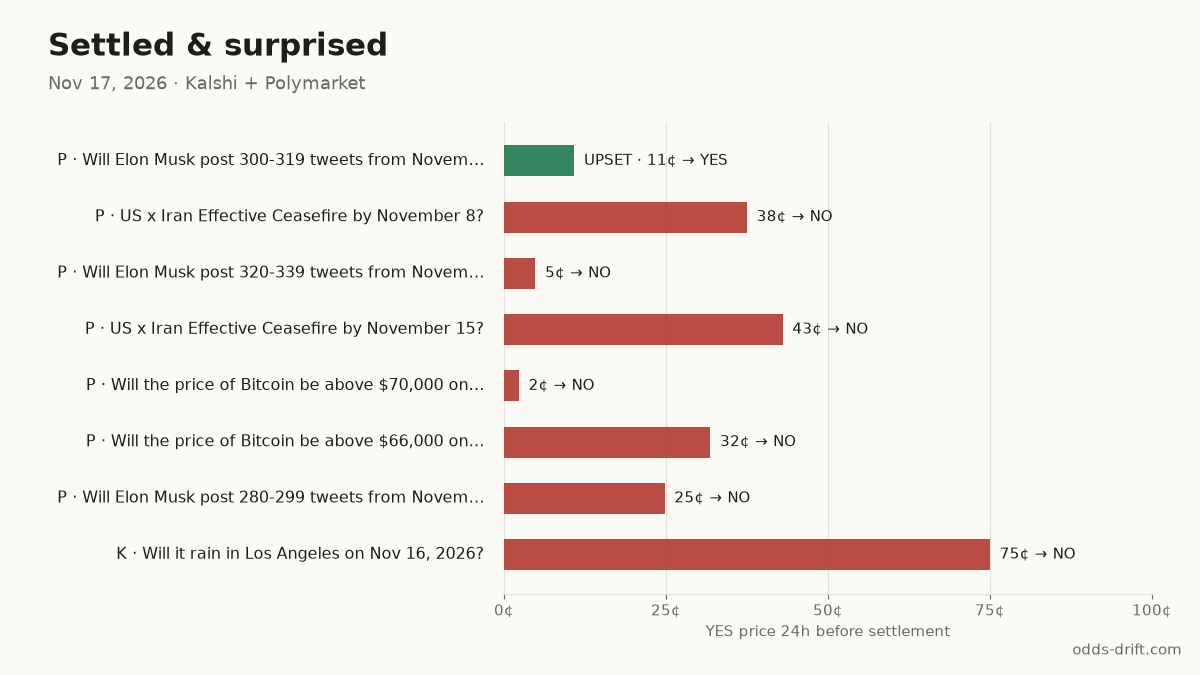 Settled & surprised
Nov 17, 2026 · Kalshi + Polymarket
P · Will Elon Musk post 300-319 tweets from Novem… UPSET · 11¢ → YES
P · US x Iran Effective Ceasefire by November 8? 38¢ → NO
P · Will Elon Musk post 320-339 tweets from Novem… 5¢ → NO
P · US x Iran Effective Ceasefire by November 15? 43¢ → NO
P · Will the price of Bitcoin be above $70,000 on… 2¢ → NO
P · Will the price of Bitcoin be above $66,000 on… 32¢ → NO
P · Will Elon Musk post 280-299 tweets from Novem… 25¢ → NO
K · Will it rain in Los Angeles on Nov 16, 2026? 75¢ → NO
0¢ 25¢ 50¢ 75¢ 100¢
YES price 24h before settlement
odds-drift.com